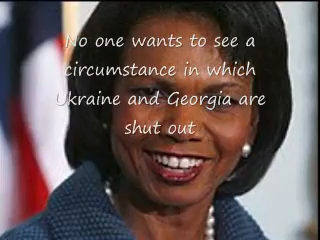 No one wants to see a
circumstance in which
Ukraine and Georgia are
shut out